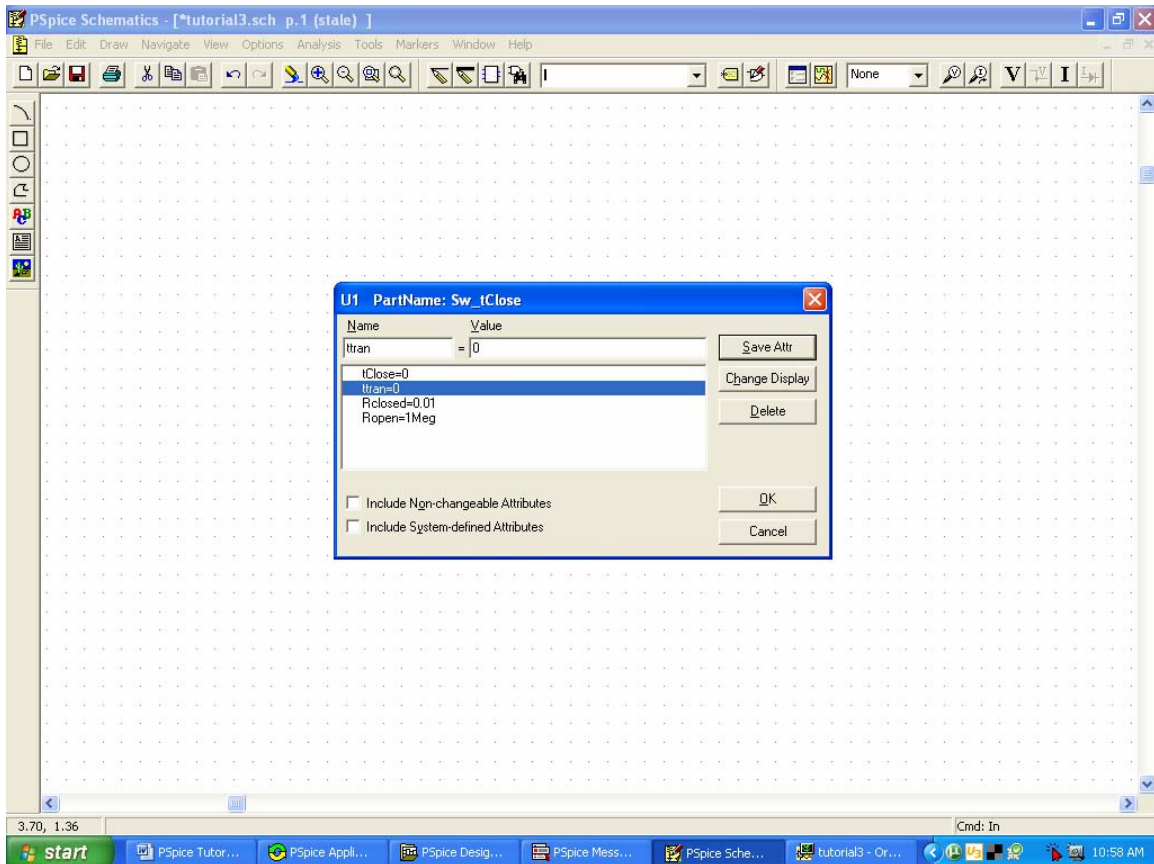 PSpice Schematics - [*tutorial3.sch p.1 (stale) ]
File Edit Draw Navigate View Options Analysis Tools Markers Window Help
None
V V I
ABC
U1 PartName: Sw_tClose
Name Value
ttran = 0
Save Attr
tClose=0
Change Display
ttran=0
Rclosed=0.01
Delete
Ropen=1Meg
Include Non-changeable Attributes
OK
Include System-defined Attributes
Cancel
3.70, 1.36 Cmd: In
start PSpice Tutor... PSpice Appli... PSpice Desig... PSpice Mess... PSpice Sche... tutorial3 - Or... 10:58 AM